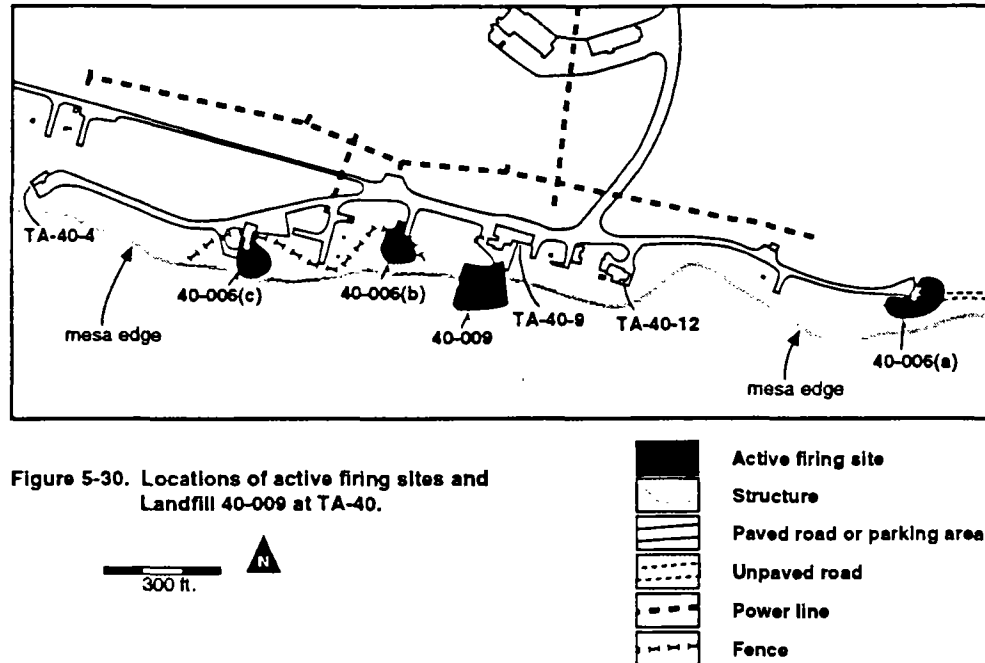 TA-40-4
mesa edge
40-006(c)
40-006(b)
40-009
TA-40-9
TA-40-12
mesa edge
40-006(a)
Figure 5-30. Locations of active firing sites and
Landfill 40-009 at TA-40.
N
300 ft.
Active firing site
Structure
Paved road or parking area
Unpaved road
Power line
Fence